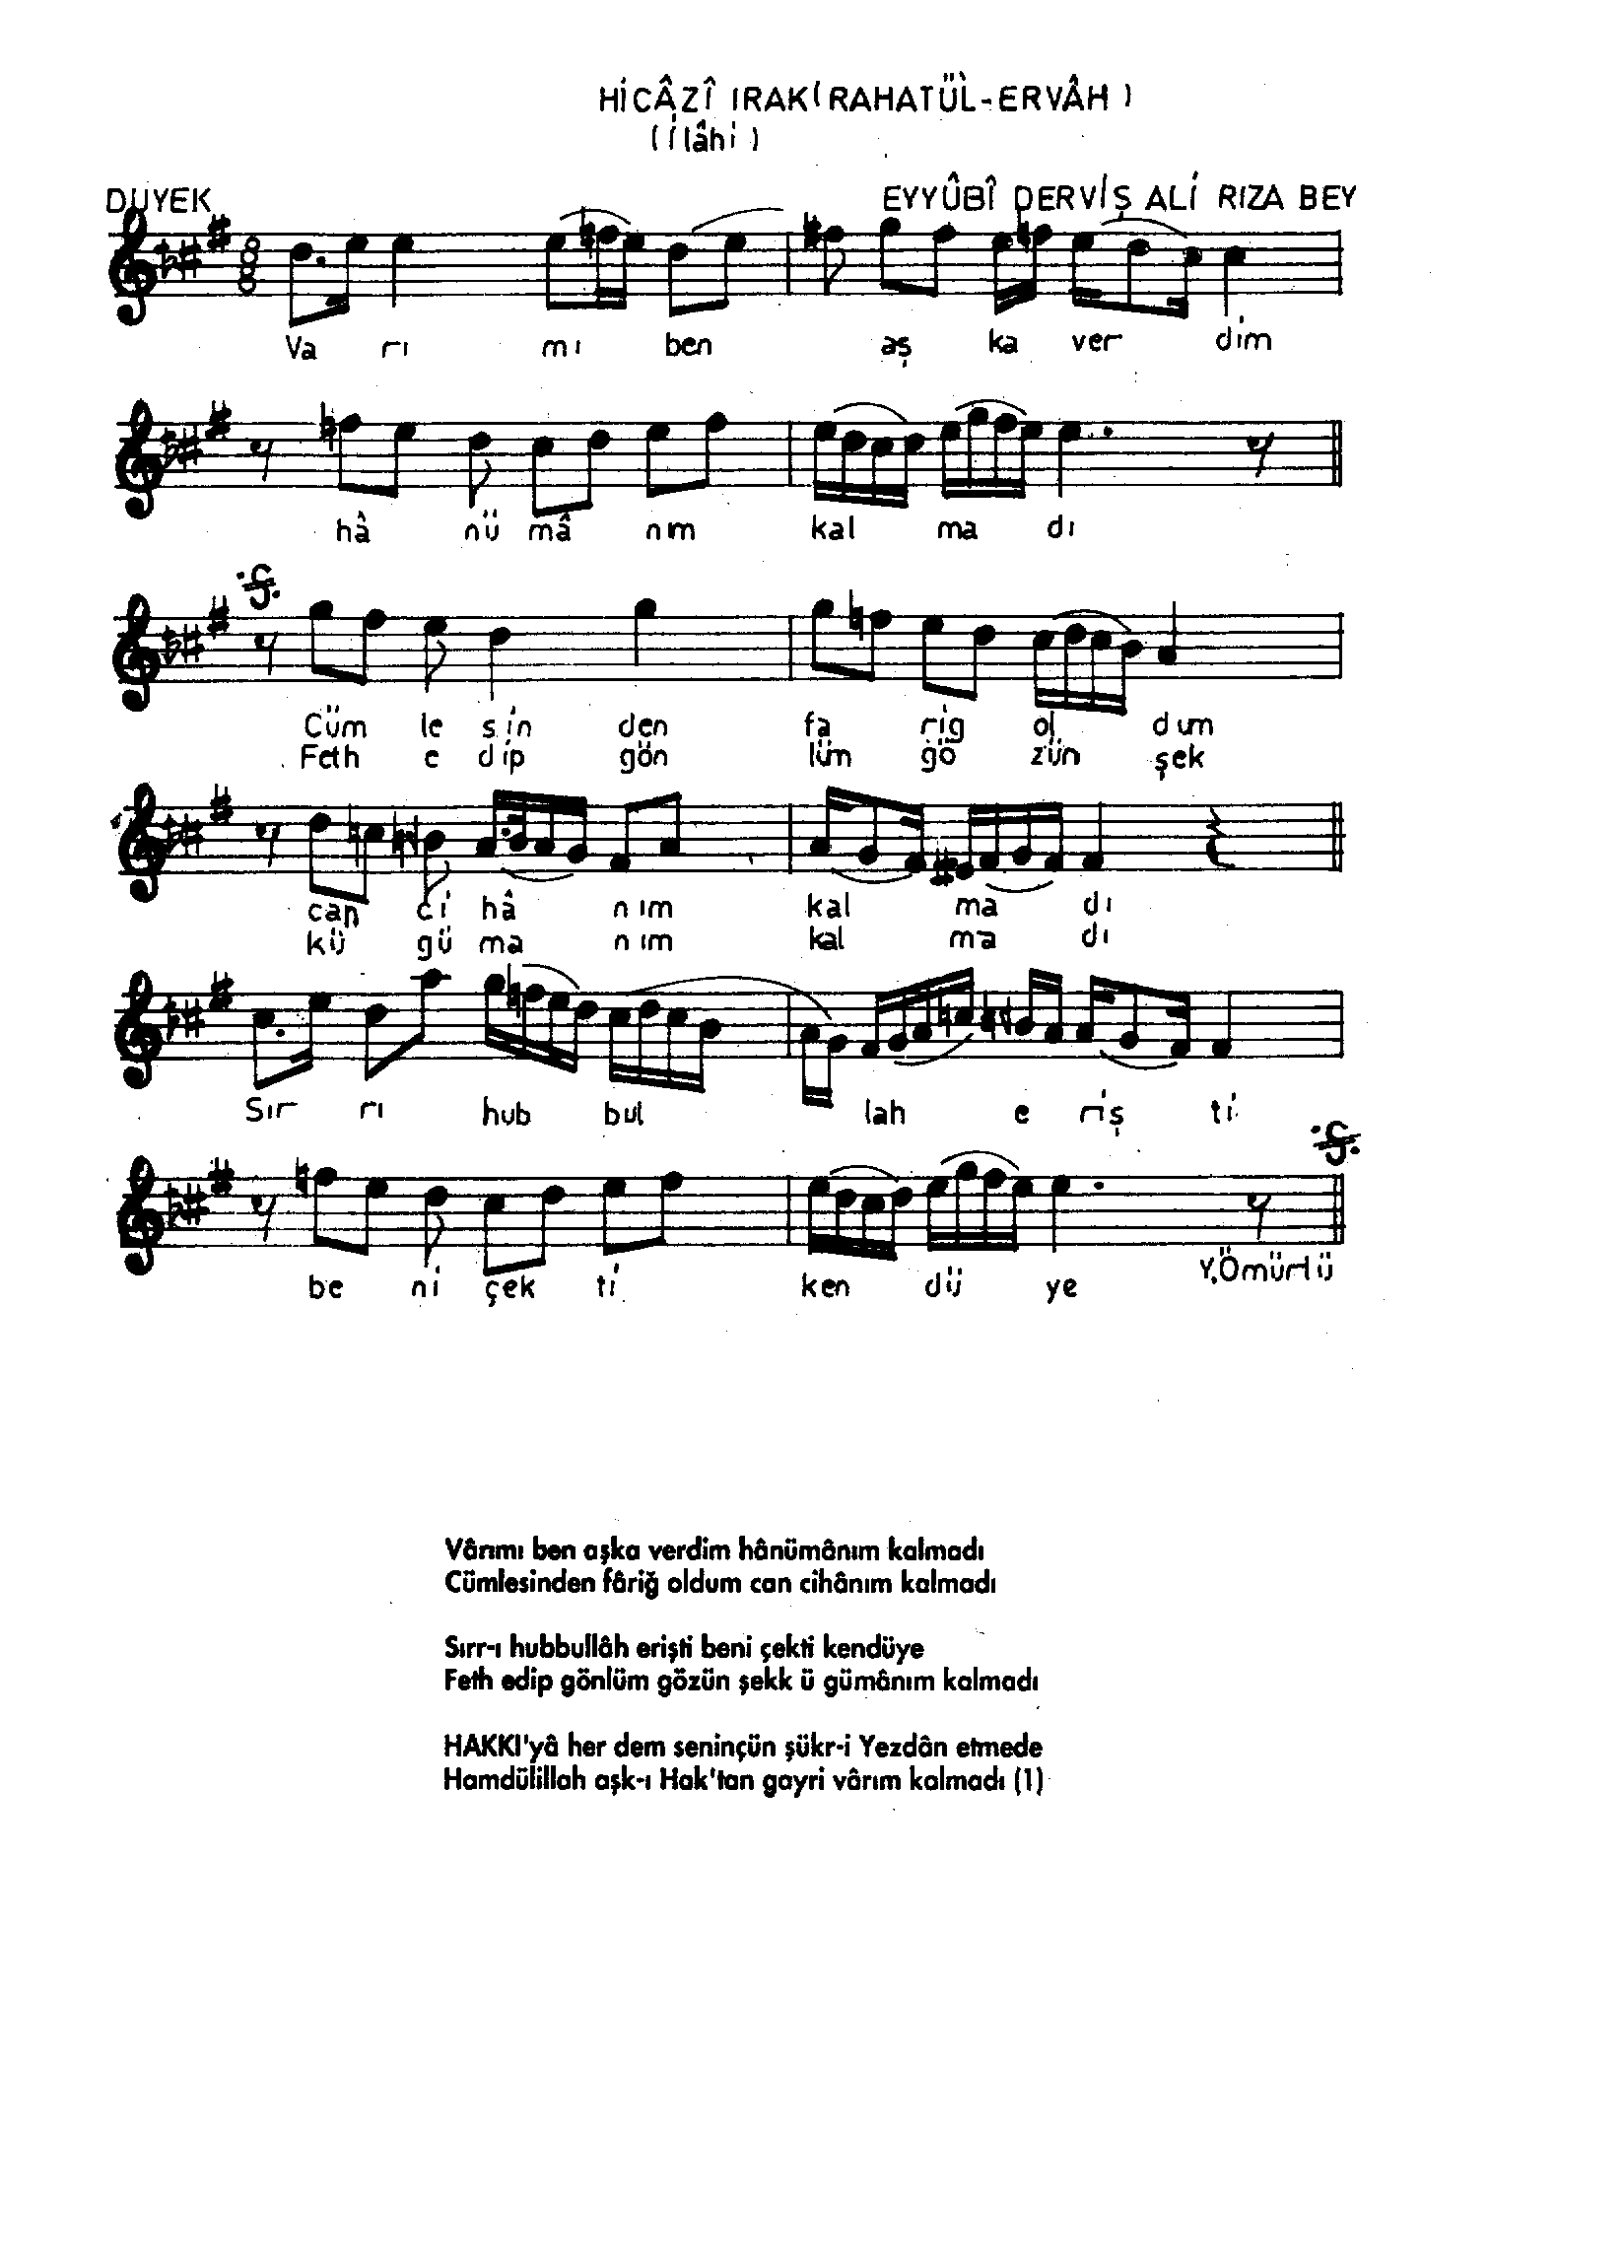 HİCÂZÎ IRAK (RAHATÜL-ERVÂH)
(İlâhi)
DÜYEK
EYYÛBÎ DERVİŞ ALİ RIZA BEY
8
8
Va rı mı ben aş ka ver dim
hâ nü mâ nım kal ma dı
Cüm le sin den fa rig ol dum
Feth e dip gön lüm gö zün şek
can ci hâ nım kal ma dı
kü gü ma nım kal ma dı
Sır rı hub bul lah e riş ti
be ni çek ti ken dü ye
Y.Ömürlü
Vârımı ben aşka verdim hânümânım kalmadı
Cümlesinden fâriğ oldum can cihânım kalmadı
Sırr-ı hubbullâh erişti beni çekti kendüye
Feth edip gönlüm gözün şekk ü gümânım kalmadı
HAKKI'yâ her dem seninçün şükr-i Yezdân etmede
Hamdülillah aşk-ı Hak'tan gayri vârım kalmadı (1)